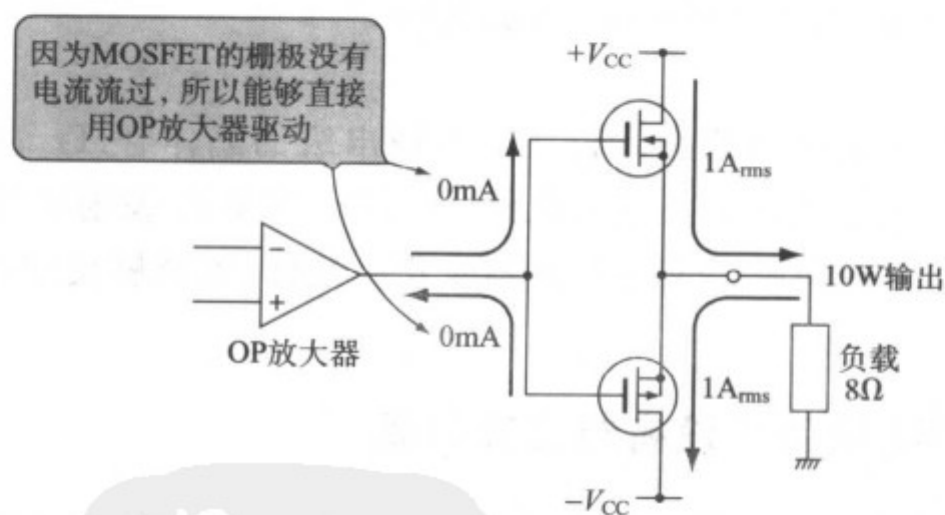 因为MOSFET的栅极没有
电流流过，所以能够直接
用OP放大器驱动
+VCC
0mA
1Arms
−
+
OP放大器
10W输出
0mA
负载
8Ω
1Arms
−VCC